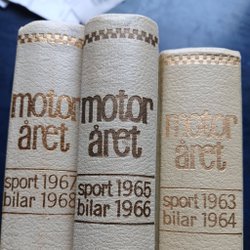 motor
året
sport 1967
bilar 1968
motor
året
sport 1965
bilar 1966
motor
året
sport 1963
bilar 1964